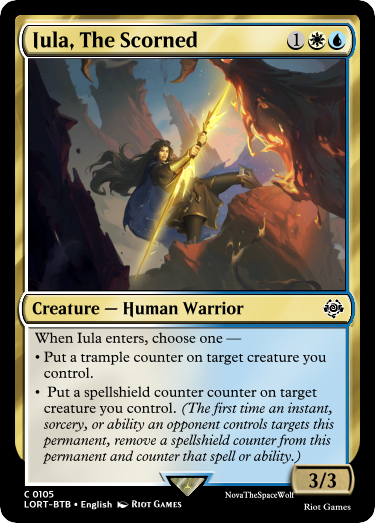 Iula, The Scorned 1
Creature — Human Warrior
When Iula enters, choose one —
• Put a trample counter on target creature you
control.
• Put a spellshield counter counter on target
creature you control. (The first time an instant,
sorcery, or ability an opponent controls targets this
permanent, remove a spellshield counter from this
permanent and counter that spell or ability.)
3/3
C 0105
LORT-BTB • English Riot Games
NovaTheSpaceWolf
Riot Games